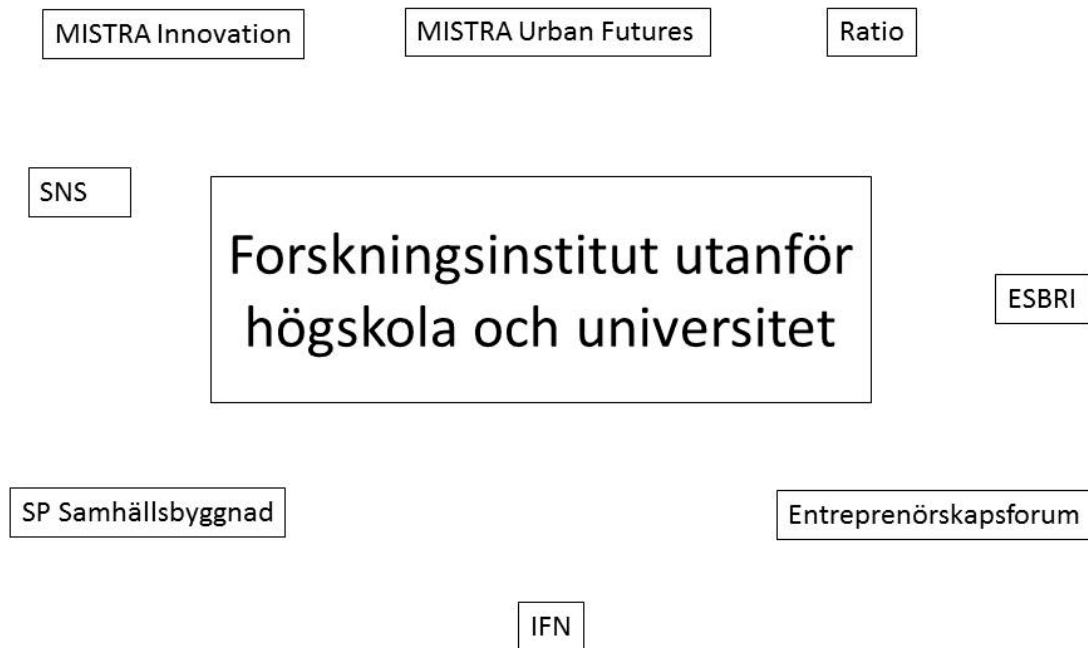 MISTRA Innovation
MISTRA Urban Futures
Ratio
SNS
Forskningsinstitut utanför
högskola och universitet
ESBRI
SP Samhällsbyggnad
Entreprenörskapsforum
IFN